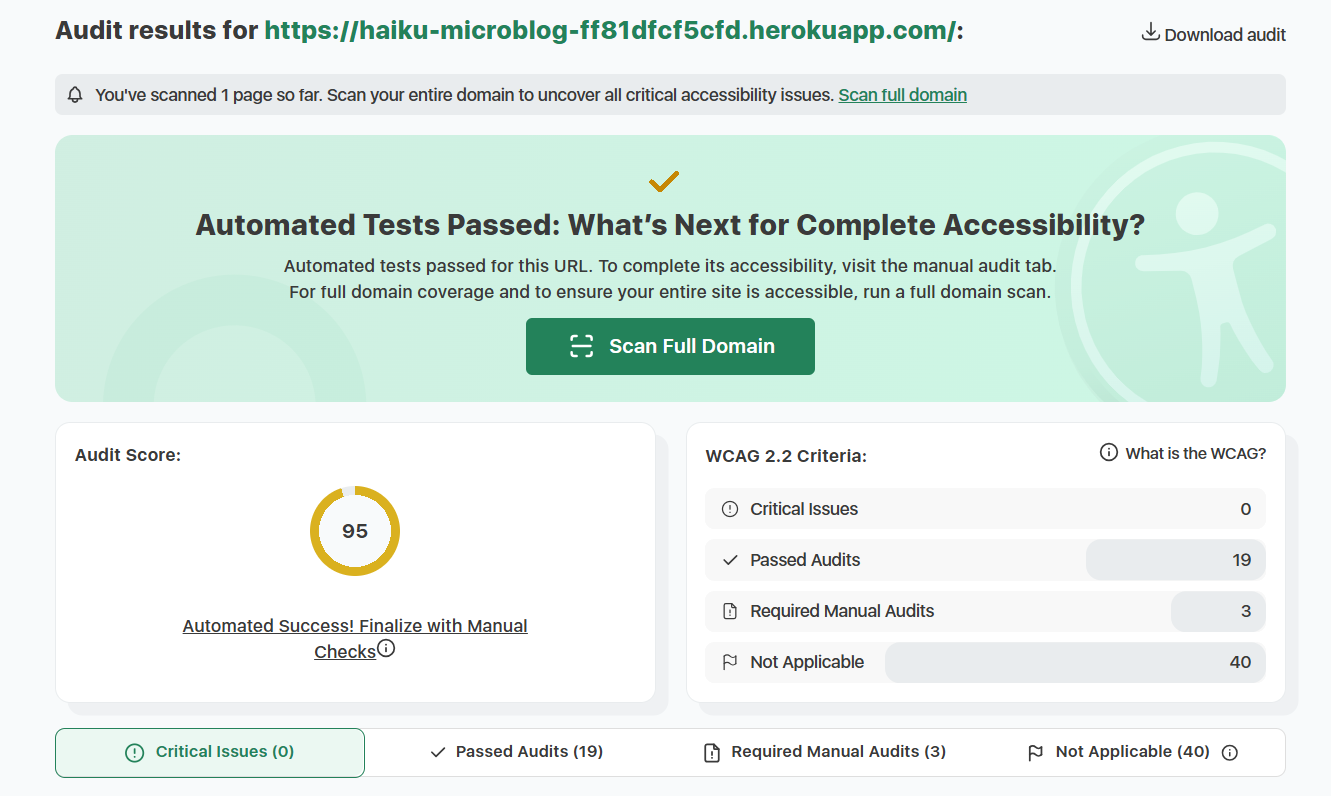 Audit results for https://haiku-microblog-ff81dfcf5cfd.herokuapp.com/:
Download audit
You've scanned 1 page so far. Scan your entire domain to uncover all critical accessibility issues. Scan full domain
Automated Tests Passed: What's Next for Complete Accessibility?
Automated tests passed for this URL. To complete its accessibility, visit the manual audit tab.
For full domain coverage and to ensure your entire site is accessible, run a full domain scan.
Scan Full Domain
Audit Score:
95
Automated Success! Finalize with Manual
Checks
WCAG 2.2 Criteria:
What is the WCAG?
Critical Issues 0
Passed Audits 19
Required Manual Audits 3
Not Applicable 40
Critical Issues (0)
Passed Audits (19)
Required Manual Audits (3)
Not Applicable (40)